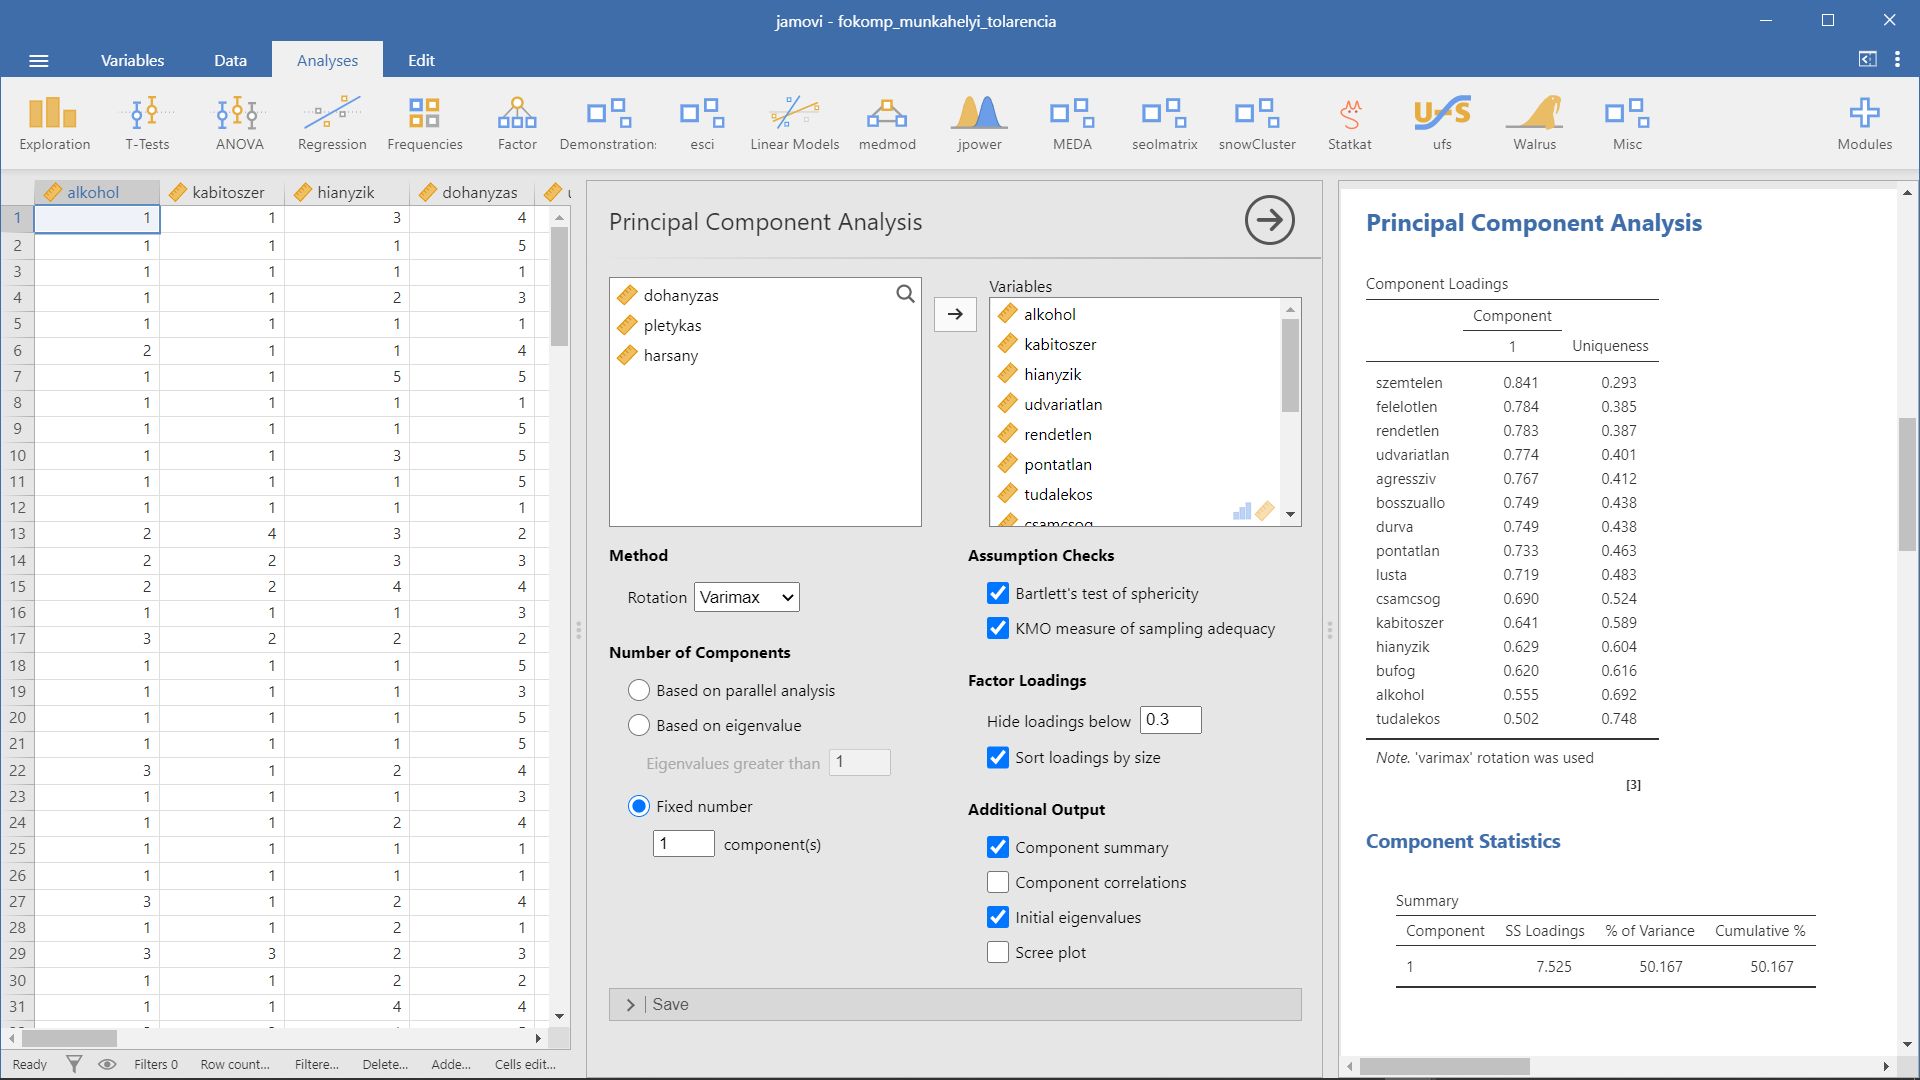 jamovi - fokomp_munkahelyi_tolarencia
Variables Data Analyses Edit
Exploration T-Tests ANOVA Regression Frequencies Factor Demonstrations esci Linear Models medmod jpower MEDA seolmatrix snowCluster Statkat ufs Walrus Misc Modules
alkohol kabitoszer hianyzik dohanyzas
1 1 1 3 4
2 1 1 1 5
3 1 1 1 1
4 1 1 2 3
5 1 1 1 1
6 2 1 1 4
7 1 1 5 5
8 1 1 1 1
9 1 1 1 5
10 1 1 3 5
11 1 1 1 5
12 1 1 1 1
13 2 4 3 2
14 2 2 3 3
15 2 2 4 4
16 1 1 1 3
17 3 2 2 2
18 1 1 1 5
19 1 1 1 3
20 1 1 1 5
21 1 1 1 5
22 3 1 2 4
23 1 1 1 3
24 1 1 2 4
25 1 1 1 1
26 1 1 1 1
27 3 1 2 4
28 1 1 2 1
29 3 3 2 3
30 1 1 2 2
31 1 1 4 4
Ready Filters 0 Row count... Filtere... Delete... Adde... Cells edit...
Principal Component Analysis
dohanyzas
pletykas
harsany
Variables
alkohol
kabitoszer
hianyzik
udvariatlan
rendetlen
pontatlan
tudalekos
csamcsog
Method
Rotation Varimax
Number of Components
Based on parallel analysis
Based on eigenvalue
Eigenvalues greater than 1
Fixed number
1 component(s)
Assumption Checks
Bartlett's test of sphericity
KMO measure of sampling adequacy
Factor Loadings
Hide loadings below 0.3
Sort loadings by size
Additional Output
Component summary
Component correlations
Initial eigenvalues
Scree plot
Save
Principal Component Analysis
Component Loadings
Component
1 Uniqueness
szemtelen 0.841 0.293
felelotlen 0.784 0.385
rendetlen 0.783 0.387
udvariatlan 0.774 0.401
agressziv 0.767 0.412
bosszuallo 0.749 0.438
durva 0.749 0.438
pontatlan 0.733 0.463
lusta 0.719 0.483
csamcsog 0.690 0.524
kabitoszer 0.641 0.589
hianyzik 0.629 0.604
bufog 0.620 0.616
alkohol 0.555 0.692
tudalekos 0.502 0.748
Note. 'varimax' rotation was used
[3]
Component Statistics
Summary
Component SS Loadings % of Variance Cumulative %
1 7.525 50.167 50.167